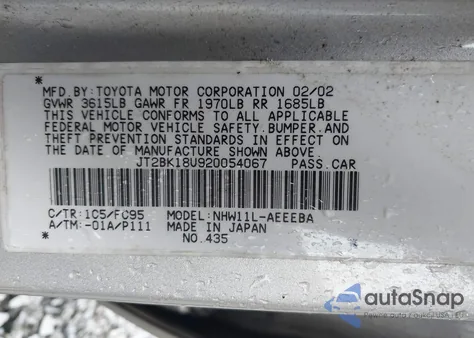 MFD.BY:TOYOTA MOTOR CORPORATION 02/02
GVWR 3615LB GAWR FR 1970LB RR 1685LB
THIS VEHICLE CONFORMS TO ALL APPLICABLE
FEDERAL MOTOR VEHICLE SAFETY,BUMPER,AND
THEFT PREVENTION STANDARDS IN EFFECT ON
THE DATE OF MANUFACTURE SHOWN ABOVE.
JT2BK18U920054067 PASS.CAR
C/TR:1C5/FC95 MODEL:NHW11L-AEEEBA
A/TM:-01A/P111 MADE IN JAPAN
NO.435
autoSnap